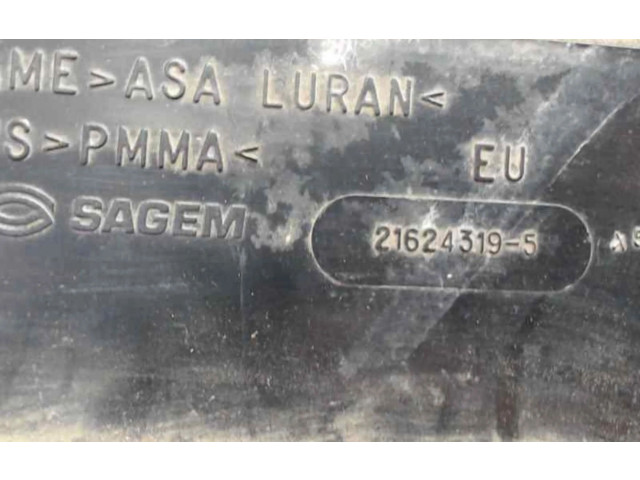 ME>ASA LURAN<
S>PMMA<
EU
SAGEM
21624319-5